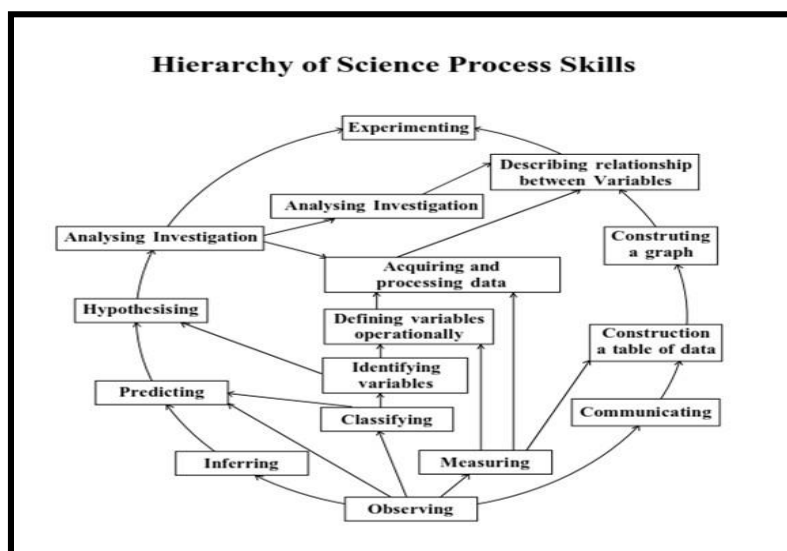 Hierarchy of Science Process Skills
Experimenting
Describing relationship
between Variables
Analysing Investigation
Analysing Investigation
Construting
a graph
Acquiring and
processing data
Hypothesising
Defining variables
operationally
Construction
a table of data
Identifying
variables
Predicting
Classifying
Communicating
Inferring
Measuring
Observing